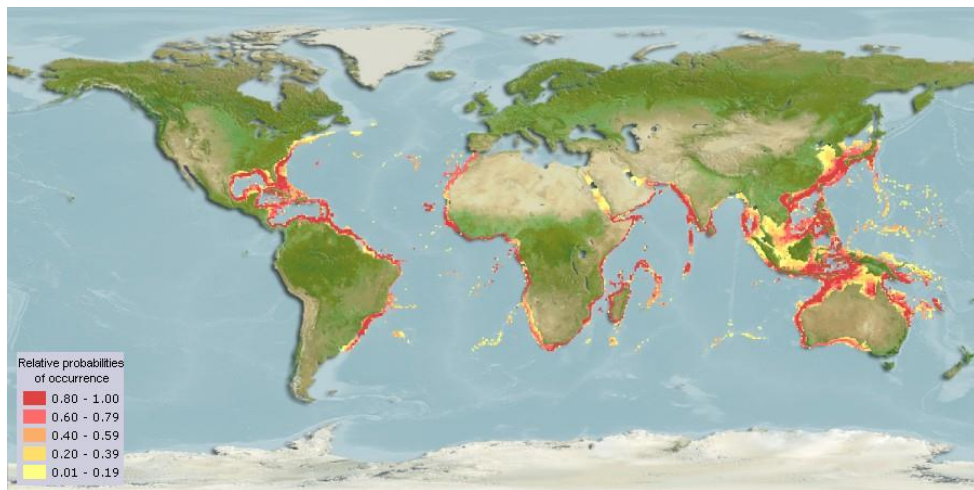 Relative probabilities
of occurrence
0.80 - 1.00
0.60 - 0.79
0.40 - 0.59
0.20 - 0.39
0.01 - 0.19